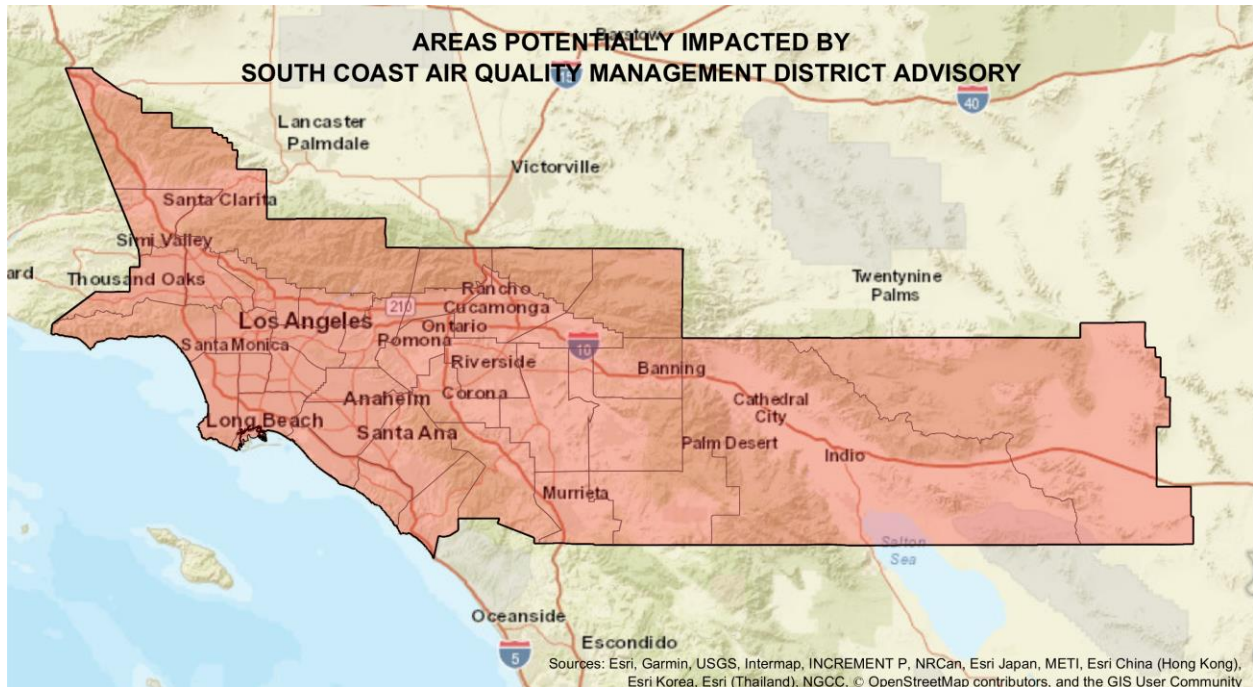 AREAS POTENTIALLY IMPACTED BY
SOUTH COAST AIR QUALITY MANAGEMENT DISTRICT ADVISORY
Barstow
15
40
Lancaster
Palmdale
Victorville
Santa Clarita
Simi Valley
ard
Thousand Oaks
Twentynine
Palms
Rancho
Cucamonga
210
Los Angeles
Ontario
Pomona
Santa Monica
10
Riverside
Banning
Anaheim
Corona
Cathedral
City
Long Beach
Santa Ana
Palm Desert
Indio
Murrieta
Salton
Sea
Oceanside
Escondido
5
Sources: Esri, Garmin, USGS, Intermap, INCREMENT P, NRCan, Esri Japan, METI, Esri China (Hong Kong),
Esri Korea, Esri (Thailand), NGCC, © OpenStreetMap contributors, and the GIS User Community